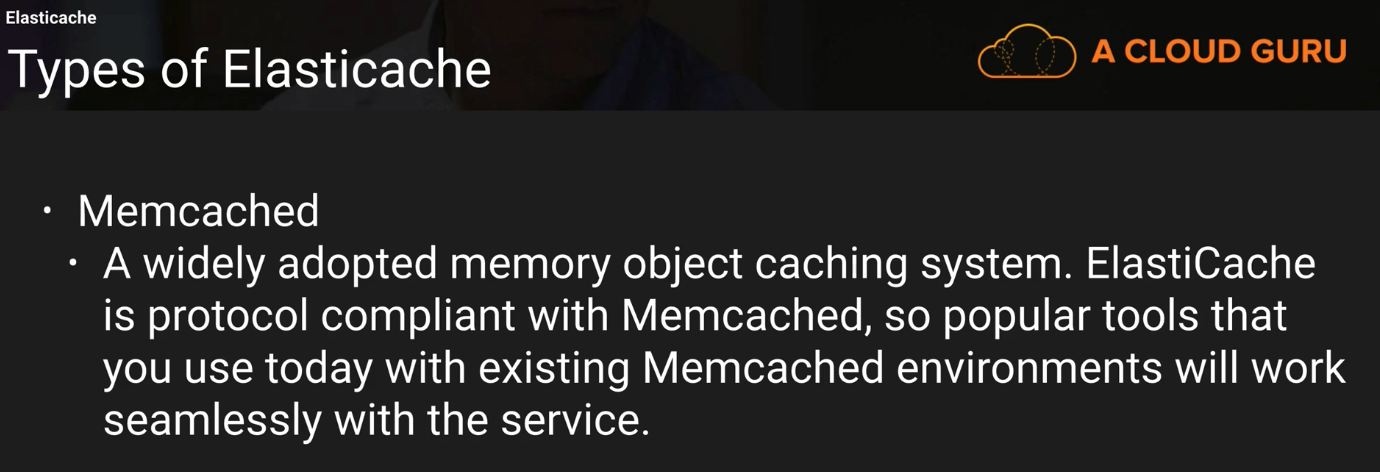 Elasticache
Types of Elasticache
A CLOUD GURU
• Memcached
• A widely adopted memory object caching system. ElastiCache
is protocol compliant with Memcached, so popular tools that
you use today with existing Memcached environments will work
seamlessly with the service.